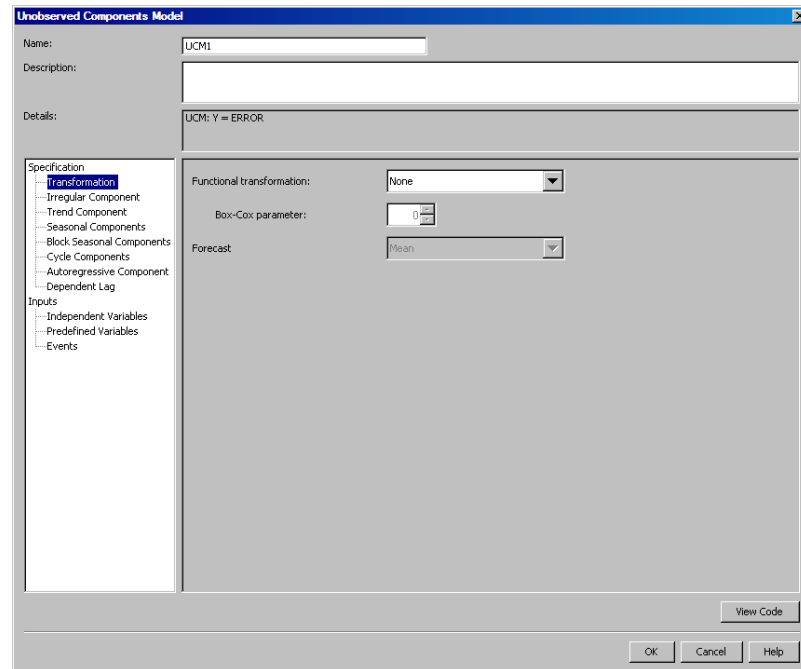 Unobserved Components Model
Name:
UCM1
Description:
Details:
UCM: Y = ERROR
Specification
Transformation
Irregular Component
Trend Component
Seasonal Components
Block Seasonal Components
Cycle Components
Autoregressive Component
Dependent Lag
Inputs
Independent Variables
Predefined Variables
Events
Functional transformation:
None
Box-Cox parameter:
0
Forecast
Mean
View Code
OK
Cancel
Help